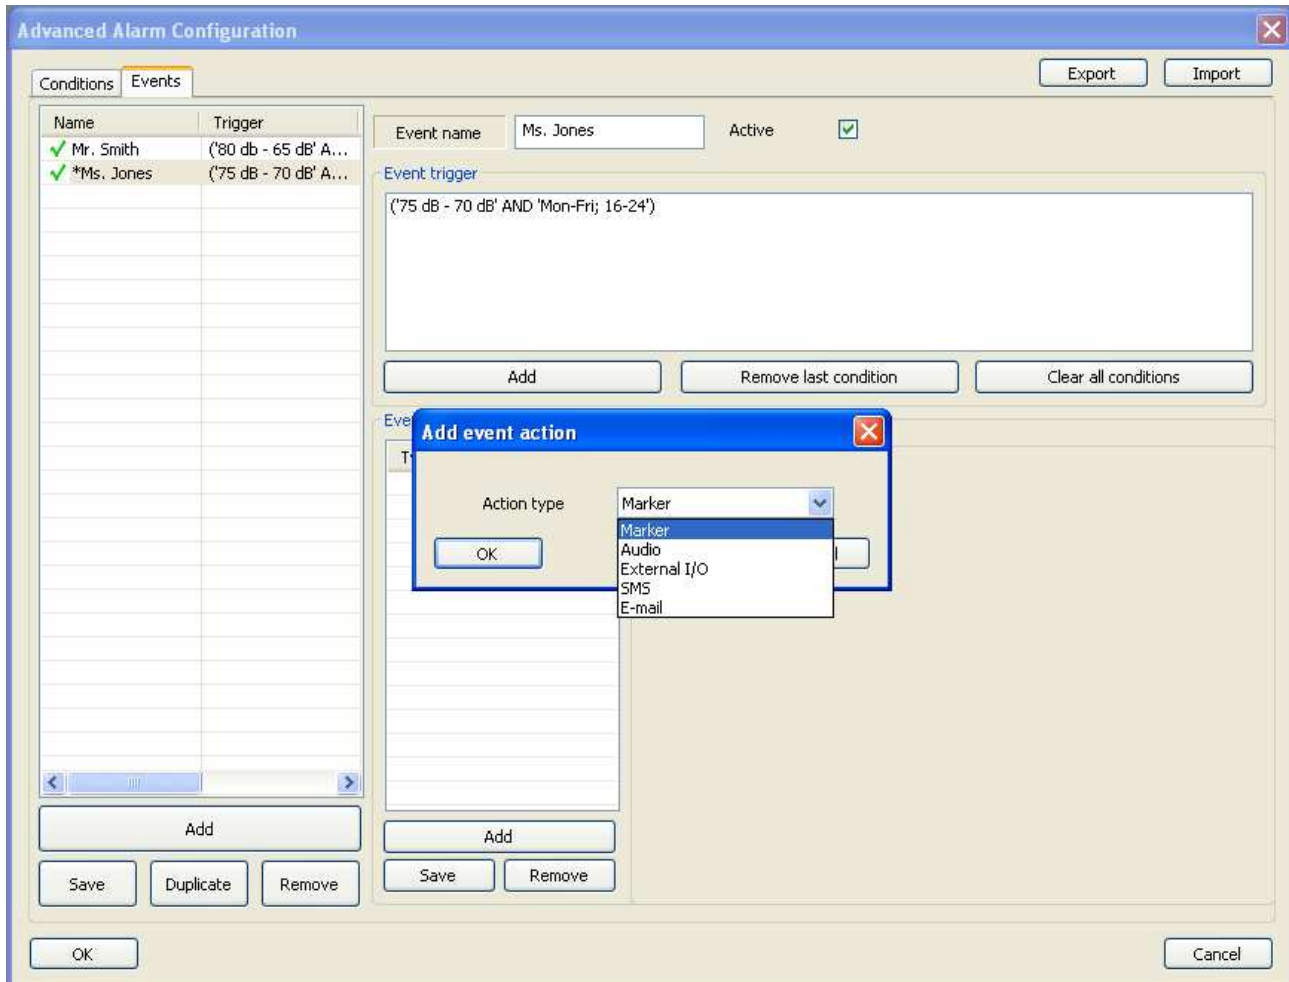 Advanced Alarm Configuration
Conditions Events Export Import
Name Trigger
Mr. Smith ('80 db - 65 dB' A...
*Ms. Jones ('75 dB - 70 dB' A...
Event name Ms. Jones Active
Event trigger
('75 dB - 70 dB' AND 'Mon-Fri; 16-24')
Add Remove last condition Clear all conditions
Add event action
Action type Marker
Marker
Audio
External I/O
SMS
E-mail
OK
Add
Save Duplicate Remove
Add
Save Remove
OK Cancel